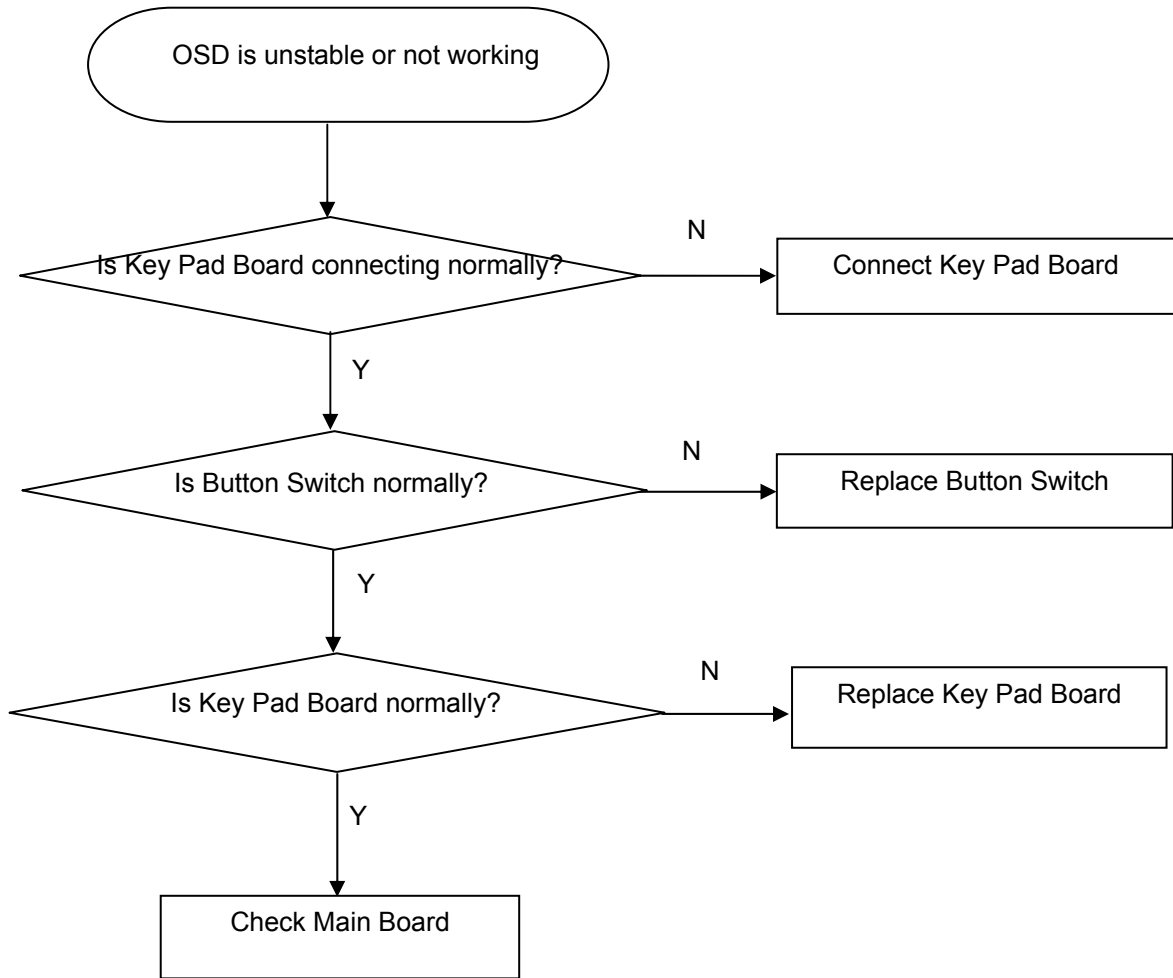 OSD is unstable or not working
Is Key Pad Board connecting normally?
N
Connect Key Pad Board
Y
Is Button Switch normally?
N
Replace Button Switch
Y
Is Key Pad Board normally?
N
Replace Key Pad Board
Y
Check Main Board